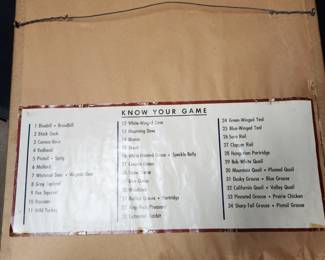 KNOW YOUR GAME
1 Bluebill • Broadbill
2 Black Duck
3 Canvas Back
4 Redhead
5 Pintail • Sprig
6 Mallard
7 Whitetail Deer •
8 Gray Squirrel
9 Fox Squirrel
10 Raccoon
11 Wild Turkey
12 White-Winged Dove
13 Mourning Dove
14
15 Brant
16 White-Fronted Goose • Speckle Belly
17 Canada Goose
18 Snow Goose
19 Blue Goose
20 Woodcock
21 Ruffed Grouse • Partridge
22 Ring-Neck Pheasant
23 Cottontail Rabbit
24 Green-Winged Teal
25 Blue-Winged Teal
26 Sora Rail
27 Clapper Rail
28 Hungarian Partridge
29 Bob White Quail
30 Mountain Quail • Plumed Quail
31 Dusky Grouse • Blue Grouse
32 California Quail • Valley Quail
33 Pinnated Grouse • Prairie Chicken
34 Sharp-Tail Grouse • Pintail Grouse